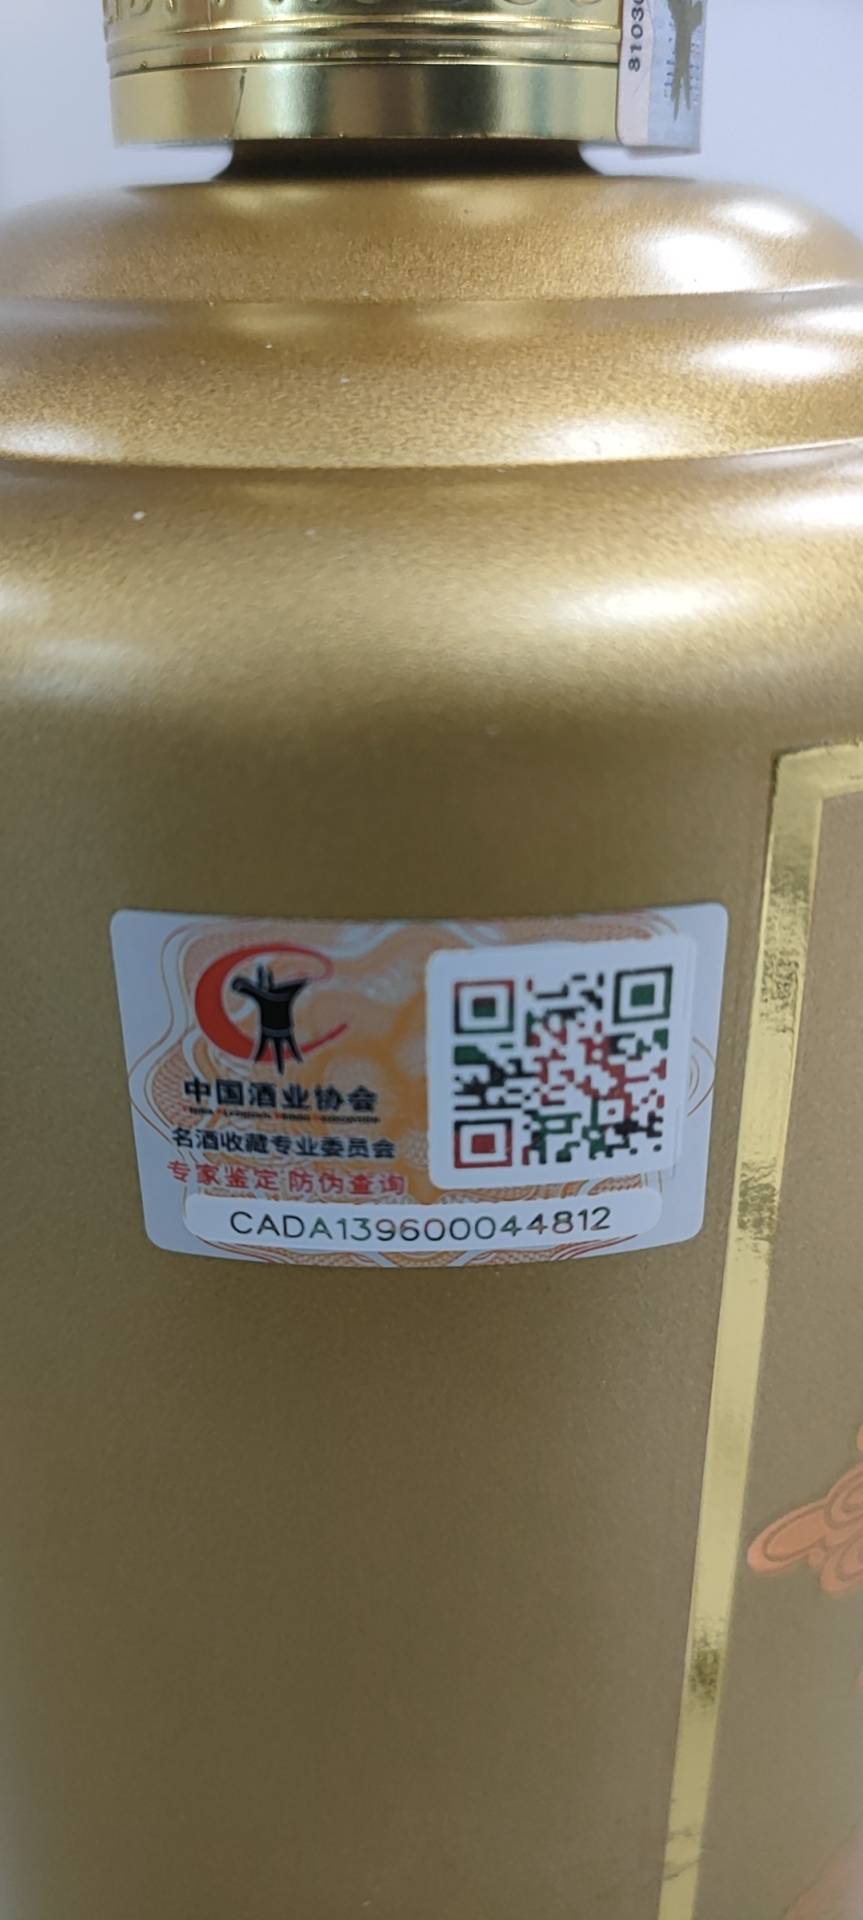 81030
中国酒业协会
名酒收藏专业委员会
专家鉴定 防伪查询
CADA139600044812